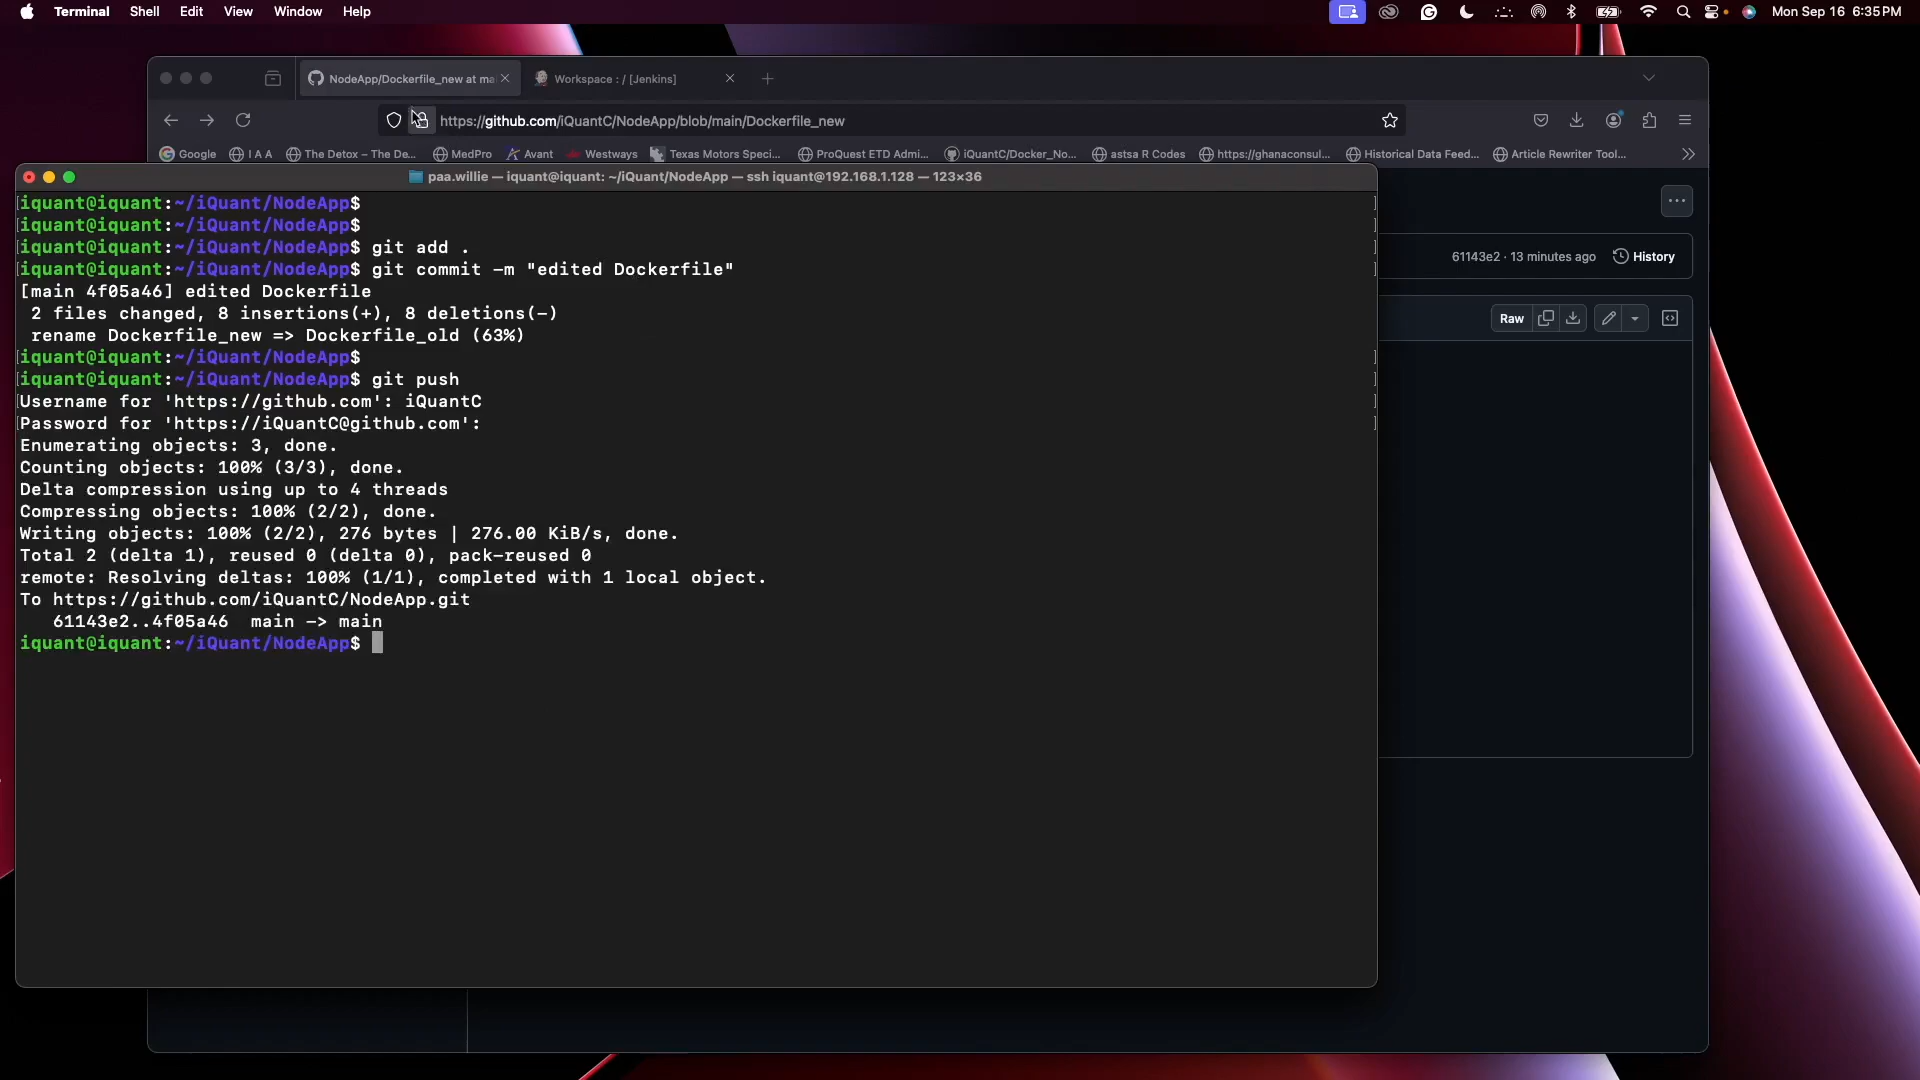 Terminal Shell Edit View Window Help Mon Sep 16 6:35 PM
NodeApp/Dockerfile_new at ma Workspace : / [Jenkins]
https://github.com/iQuantC/NodeApp/blob/main/Dockerfile_new
Google I A A The Detox – The De... MedPro Avant Westways Texas Motors Speci... ProQuest ETD Admi... iQuantC/Docker_No... astsa R Codes https://ghanaconsul... Historical Data Feed... Article Rewriter Tool...
paa.willie — iquant@iquant: ~/iQuant/NodeApp — ssh iquant@192.168.1.128 — 123×36
iquant@iquant:~/iQuant/NodeApp$
iquant@iquant:~/iQuant/NodeApp$
iquant@iquant:~/iQuant/NodeApp$ git add .
iquant@iquant:~/iQuant/NodeApp$ git commit -m "edited Dockerfile"
[main 4f05a46] edited Dockerfile
2 files changed, 8 insertions(+), 8 deletions(-)
rename Dockerfile_new => Dockerfile_old (63%)
iquant@iquant:~/iQuant/NodeApp$
iquant@iquant:~/iQuant/NodeApp$ git push
Username for 'https://github.com': iQuantC
Password for 'https://iQuantC@github.com':
Enumerating objects: 3, done.
Counting objects: 100% (3/3), done.
Delta compression using up to 4 threads
Compressing objects: 100% (2/2), done.
Writing objects: 100% (2/2), 276 bytes | 276.00 KiB/s, done.
Total 2 (delta 1), reused 0 (delta 0), pack-reused 0
remote: Resolving deltas: 100% (1/1), completed with 1 local object.
To https://github.com/iQuantC/NodeApp.git
61143e2..4f05a46 main -> main
iquant@iquant:~/iQuant/NodeApp$
61143e2 · 13 minutes ago History
Raw